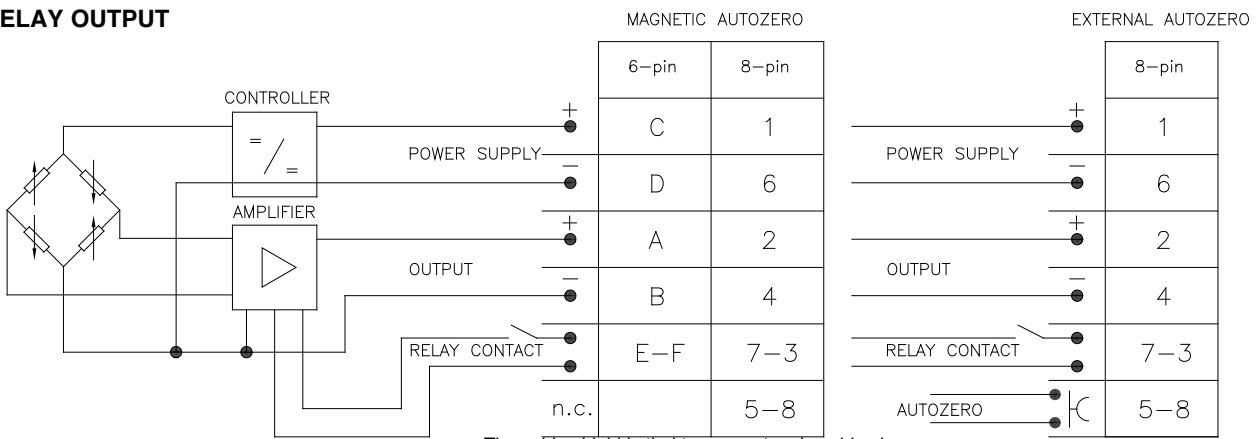 ELAY OUTPUT
MAGNETIC AUTOZERO
EXTERNAL AUTOZERO
6-pin 8-pin
8-pin
CONTROLLER
= / =
+ C 1
+ 1
POWER SUPPLY
POWER SUPPLY
– D 6
– 6
AMPLIFIER
+ A 2
+ 2
OUTPUT
OUTPUT
– B 4
– 4
RELAY CONTACT E-F 7-3
RELAY CONTACT 7-3
n.c. 5-8
AUTOZERO 5-8